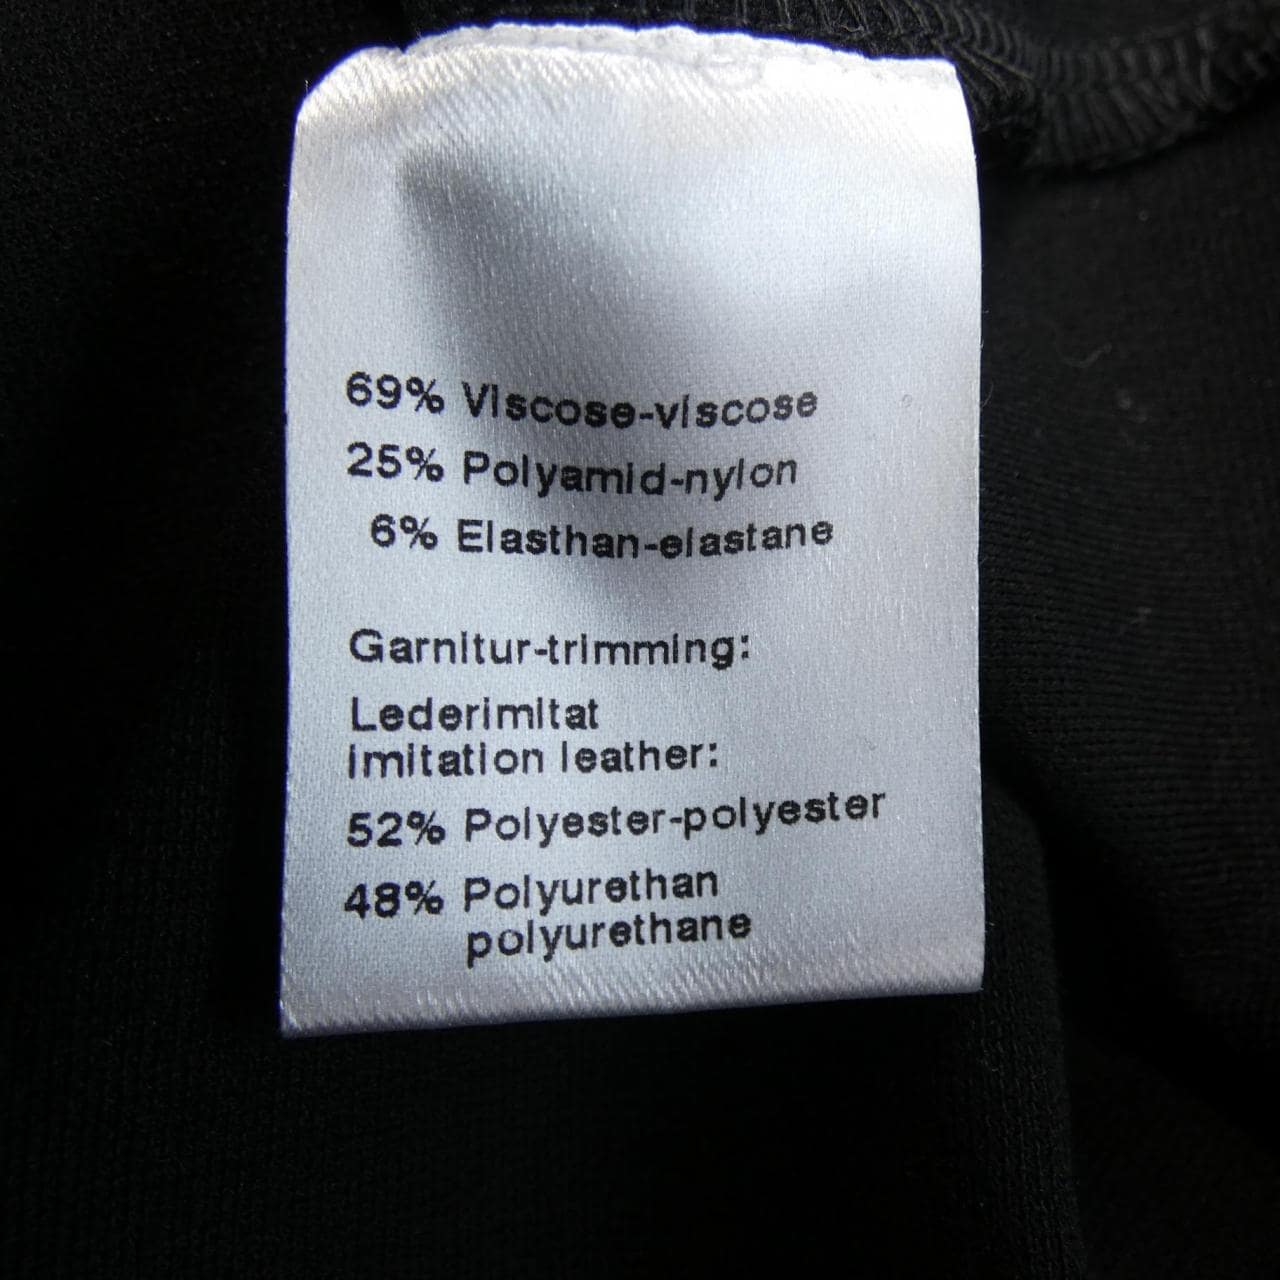 69% Viscose-viscose
25% Polyamid-nylon
6% Elasthan-elastane
Garnitur-trimming:
Lederimitat
Imitation leather:
52% Polyester-polyester
48% Polyurethan
polyurethane